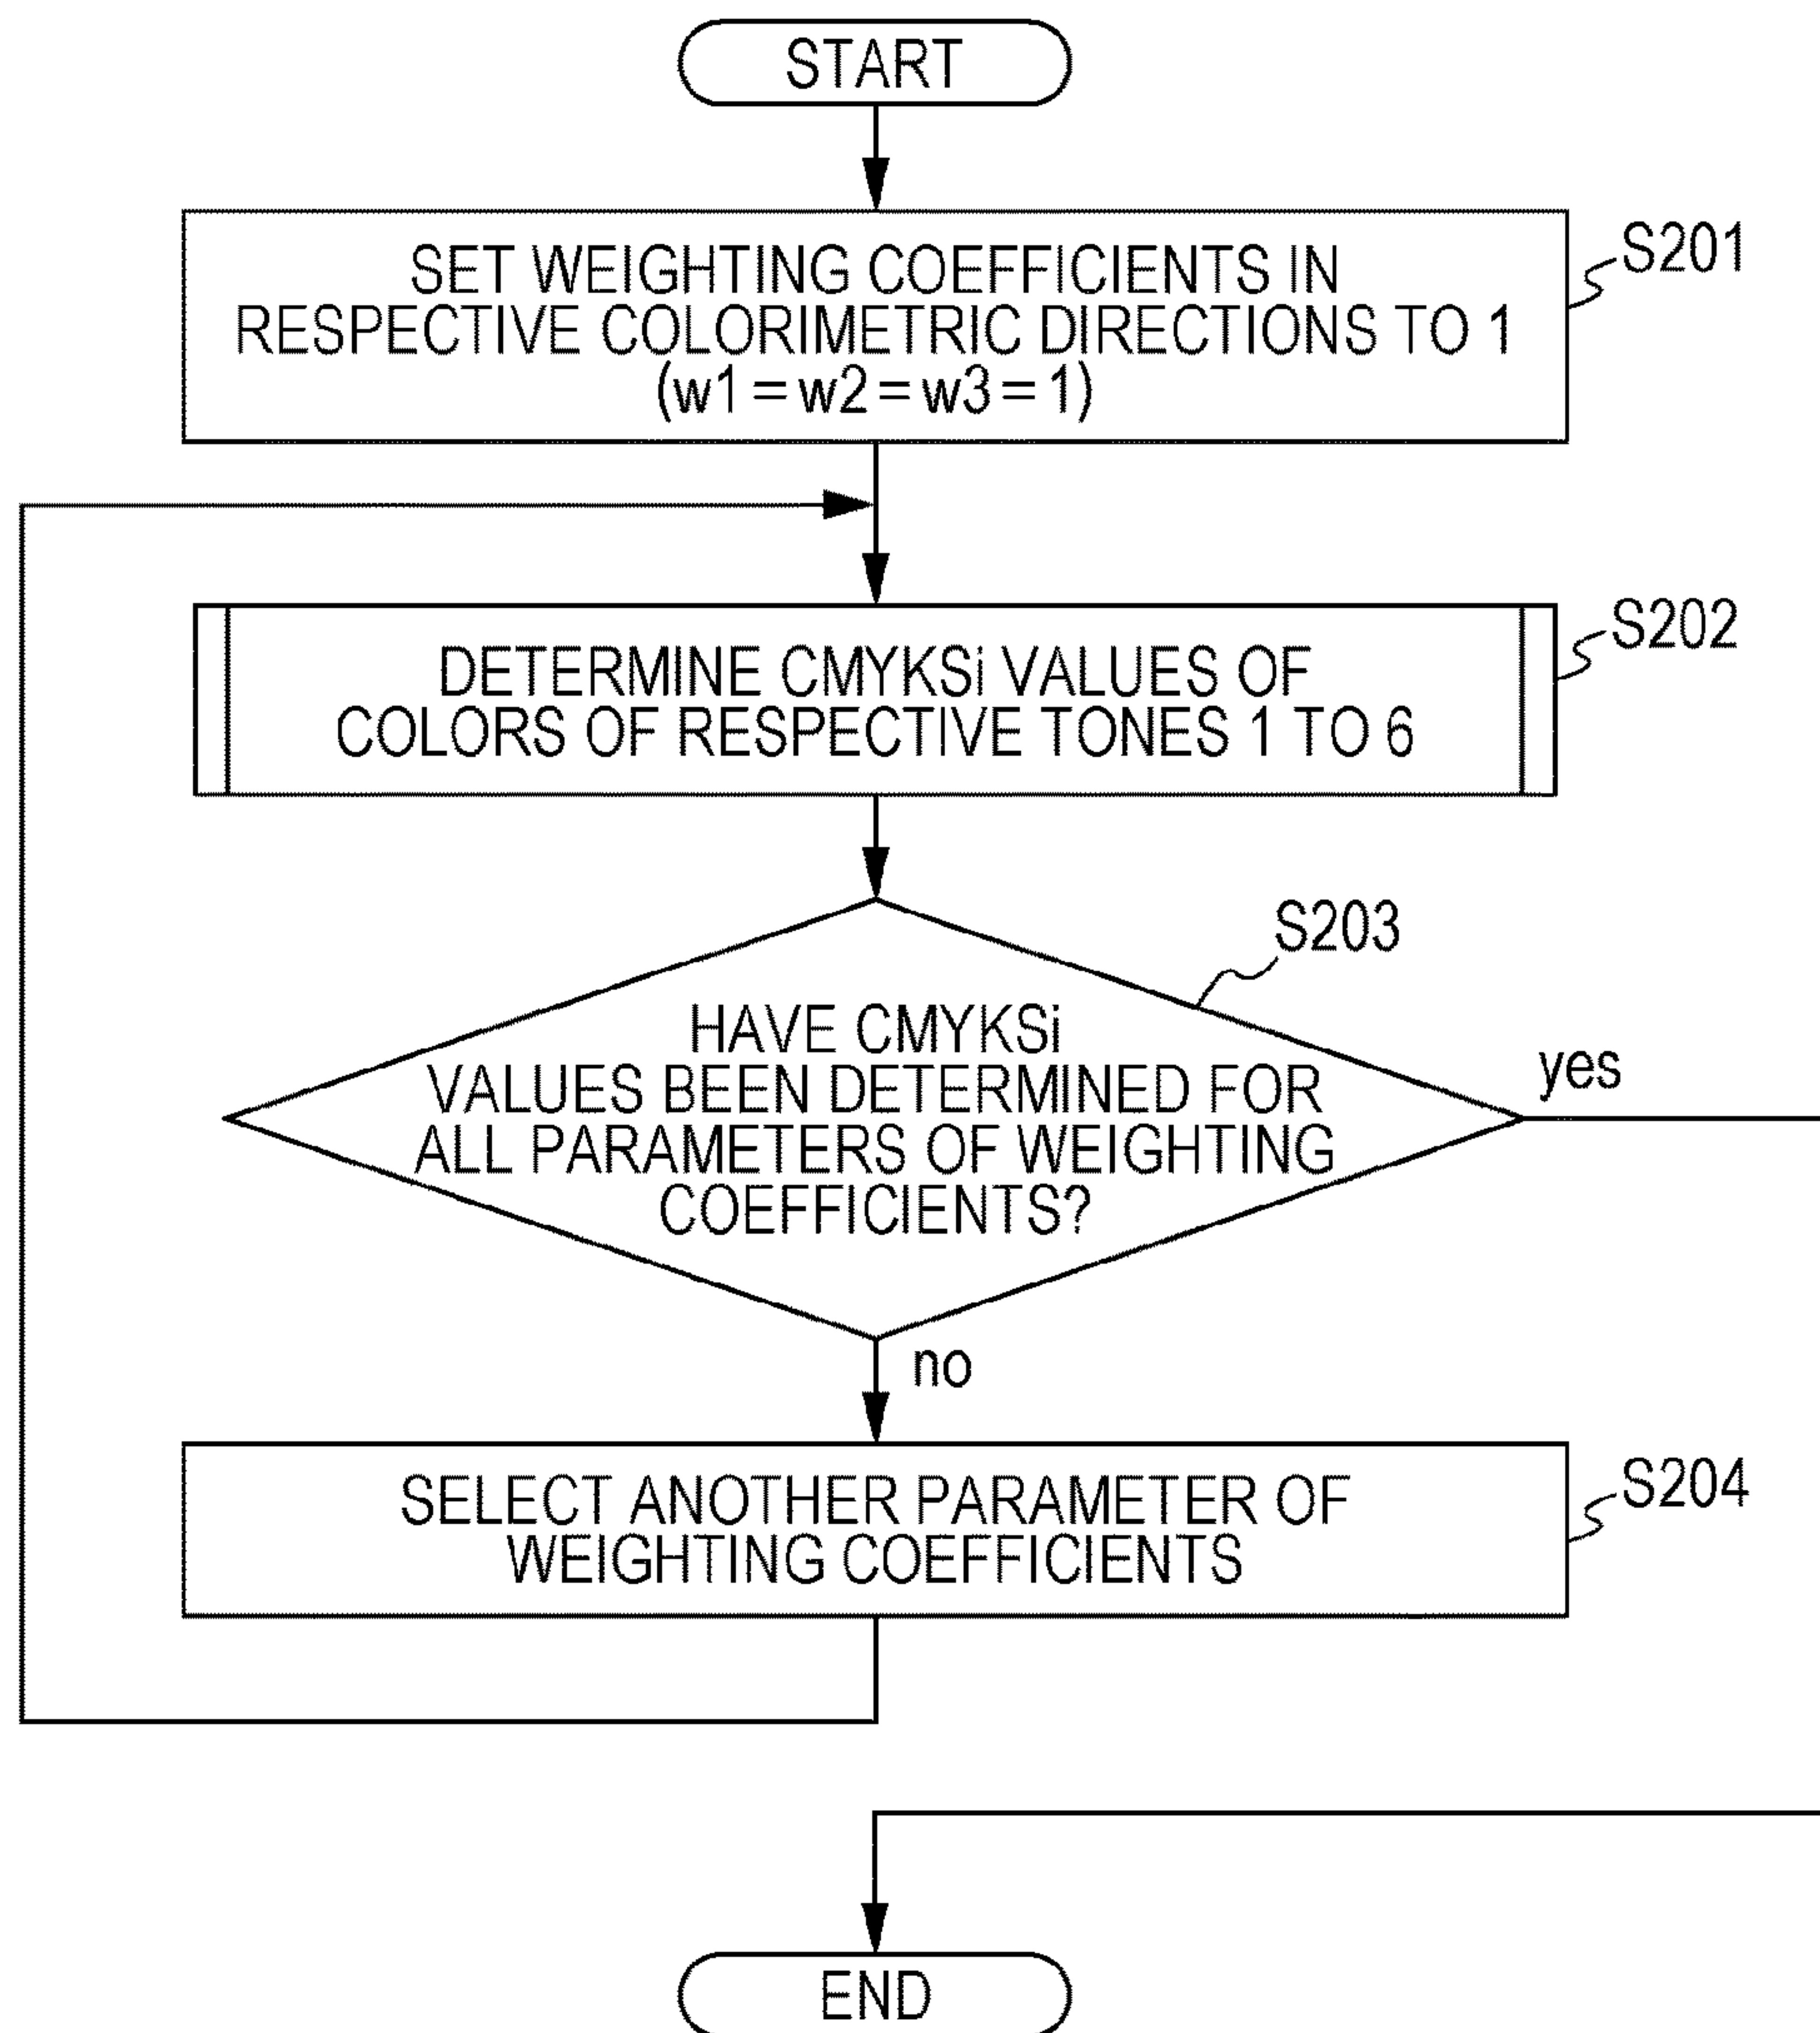 START
SET WEIGHTING COEFFICIENTS IN
RESPECTIVE COLORIMETRIC DIRECTIONS TO 1
(w1 = w2 = w3 = 1)
S201
DETERMINE CMYKSi VALUES OF
COLORS OF RESPECTIVE TONES 1 TO 6
S202
S203
HAVE CMYKSi
VALUES BEEN DETERMINED FOR
ALL PARAMETERS OF WEIGHTING
COEFFICIENTS?
yes
no
SELECT ANOTHER PARAMETER OF
WEIGHTING COEFFICIENTS
S204
END